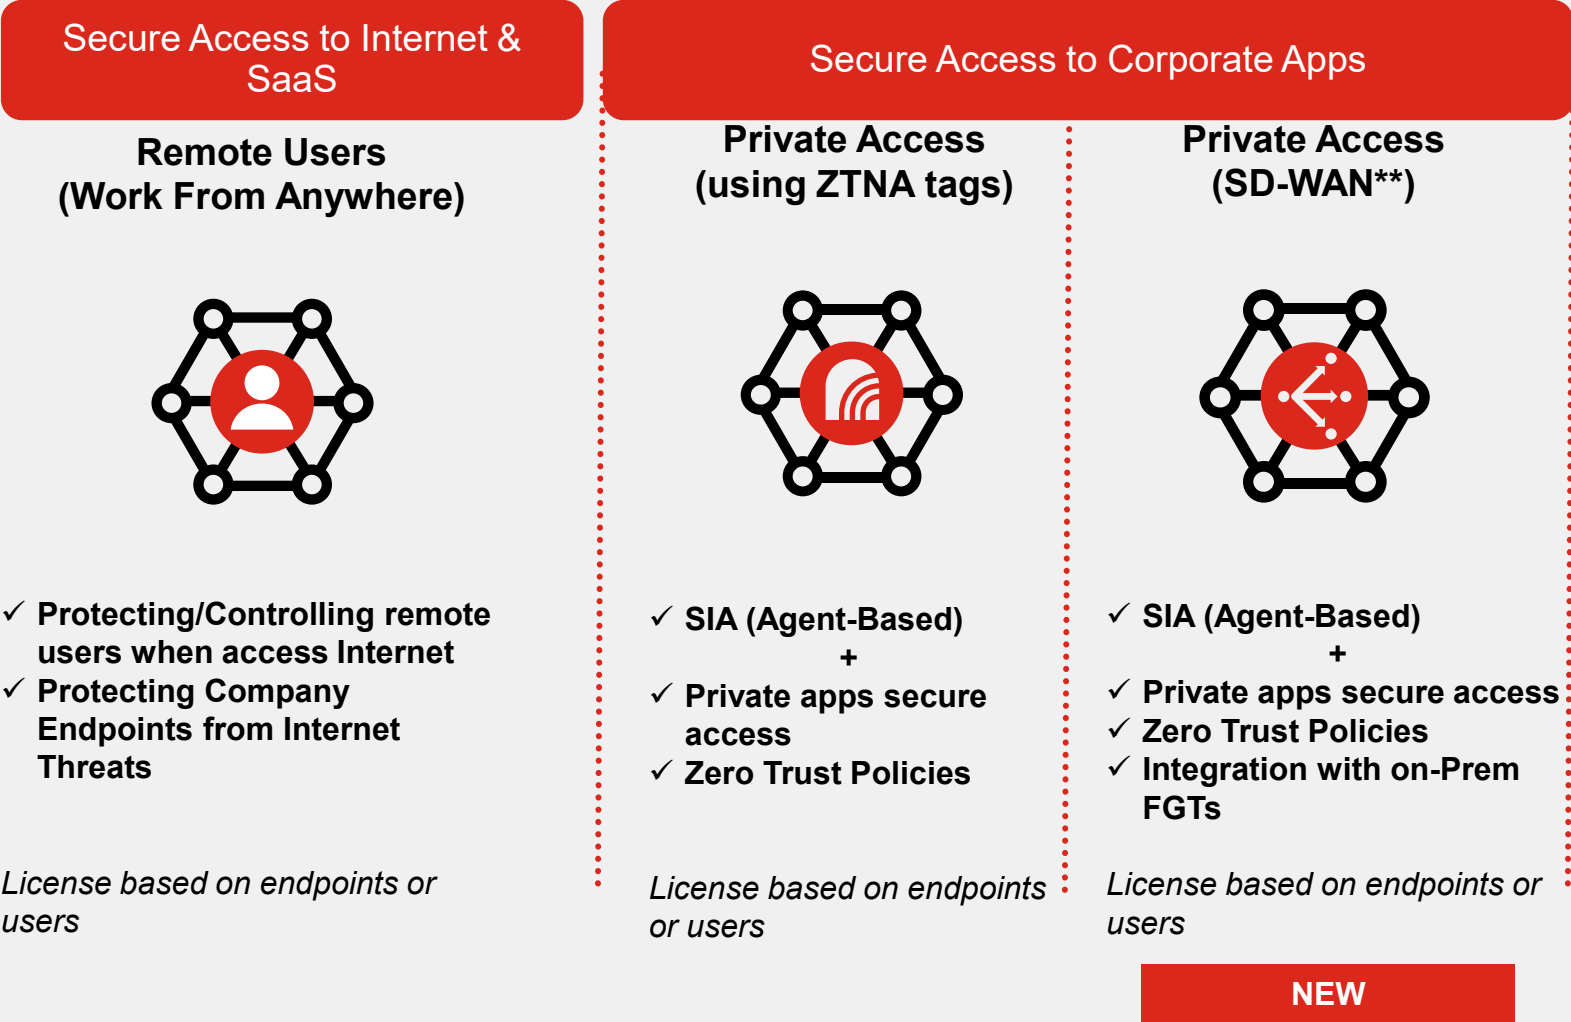 Secure Access to Internet &
SaaS
Secure Access to Corporate Apps
Remote Users
(Work From Anywhere)
Private Access
(using ZTNA tags)
Private Access
(SD-WAN**)
✓ Protecting/Controlling remote
users when access Internet
✓ Protecting Company
Endpoints from Internet
Threats
License based on endpoints or
users
✓ SIA (Agent-Based)
+
✓ Private apps secure
access
✓ Zero Trust Policies
License based on endpoints
or users
✓ SIA (Agent-Based)
+
✓ Private apps secure access
✓ Zero Trust Policies
✓ Integration with on-Prem
FGTs
License based on endpoints or
users
NEW